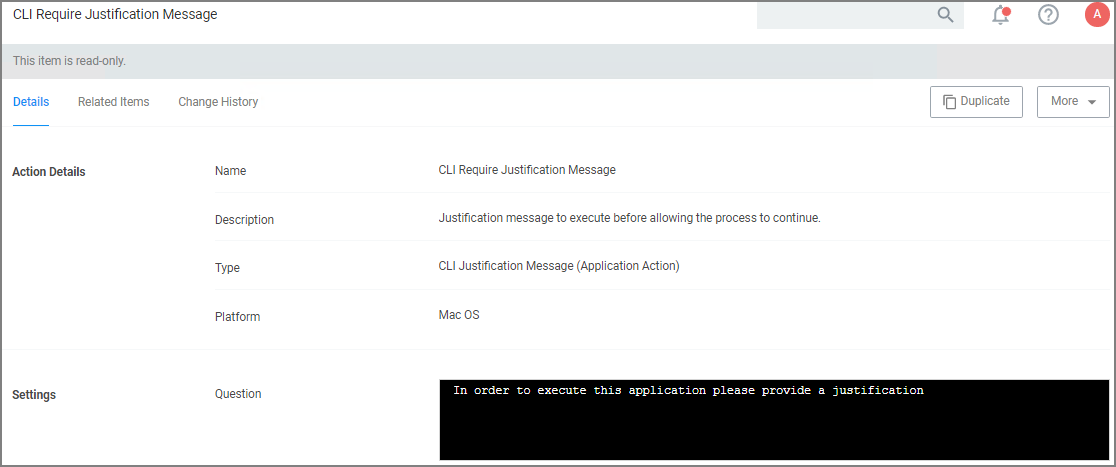 CLI Require Justification Message
A
This item is read-only.
Details Related Items Change History Duplicate More
Action Details Name CLI Require Justification Message
Description Justification message to execute before allowing the process to continue.
Type CLI Justification Message (Application Action)
Platform Mac OS
Settings Question In order to execute this application please provide a justification